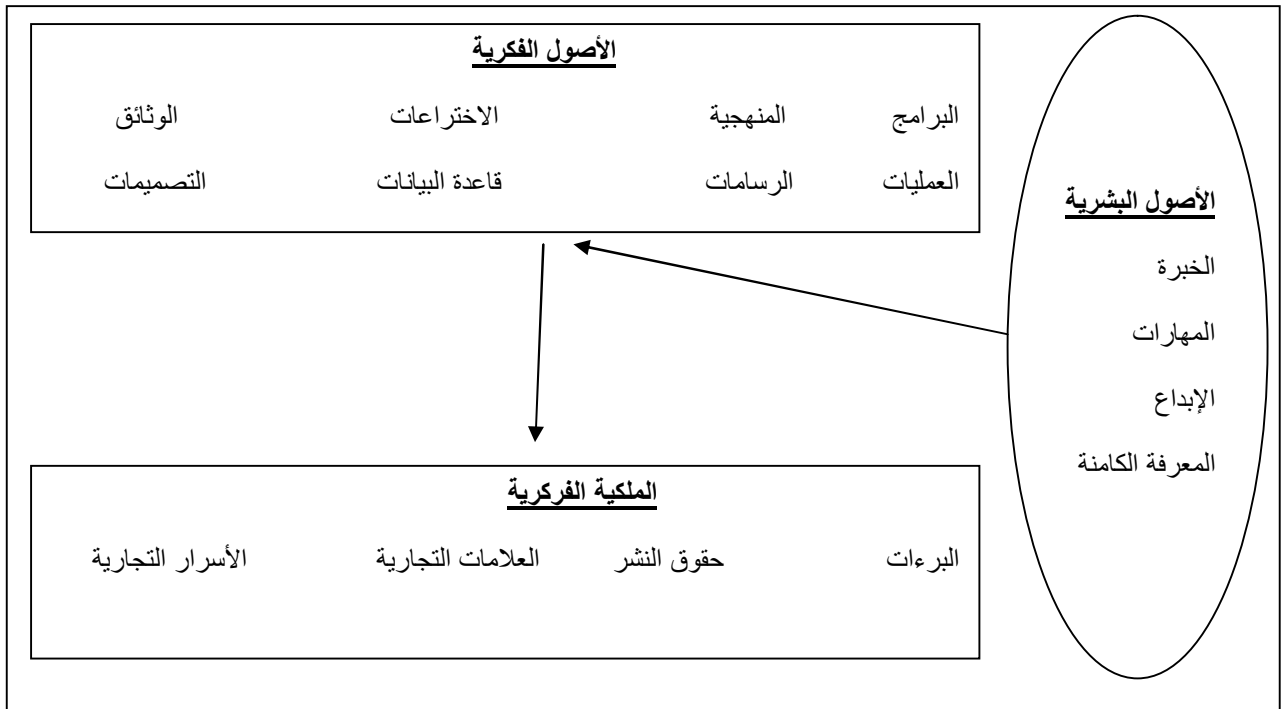 الأصول الفكرية
البرامج المنهجية الاختراعات الوثائق
العمليات الرسامات قاعدة البيانات التصميمات
الأصول البشرية
الخبرة
المهارات
الإبداع
المعرفة الكامنة
الملكية الفركرية
البرءات حقوق النشر العلامات التجارية الأسرار التجارية